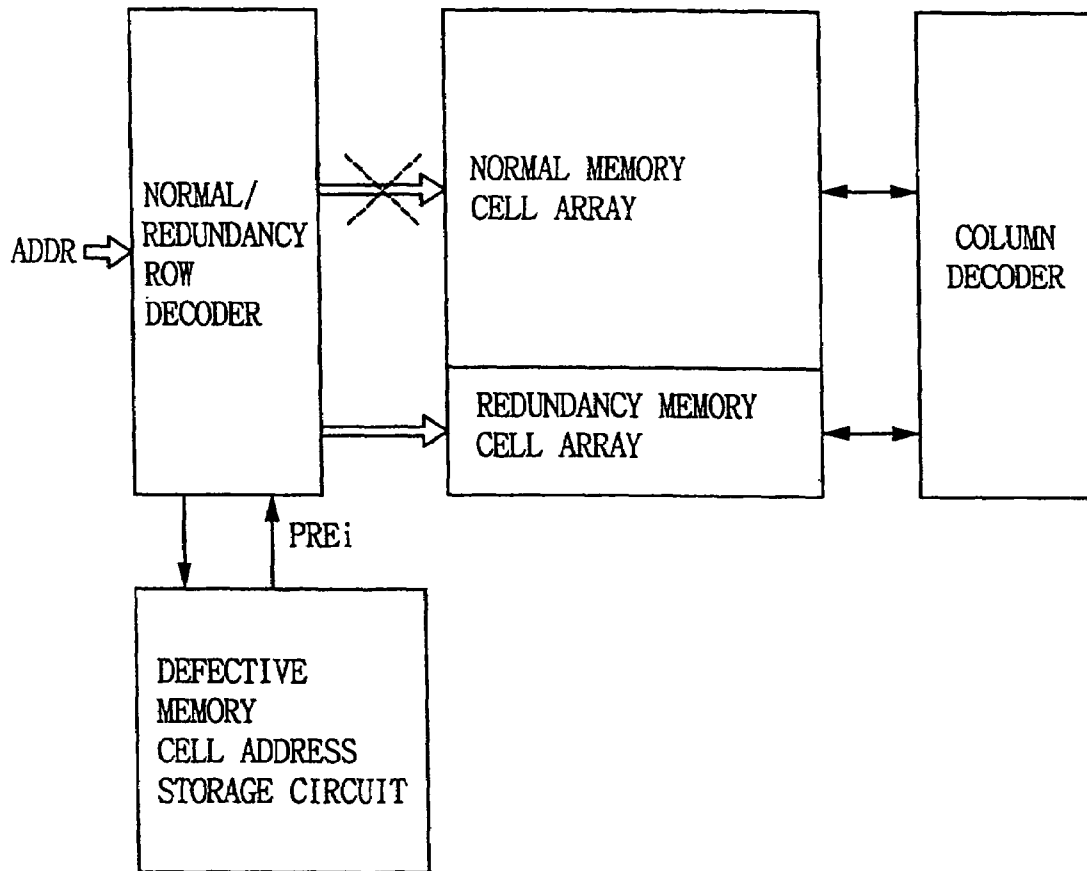 ADDR
NORMAL/
REDUNDANCY
ROW
DECODER
NORMAL MEMORY
CELL ARRAY
REDUNDANCY MEMORY
CELL ARRAY
COLUMN
DECODER
PREi
DEFECTIVE
MEMORY
CELL ADDRESS
STORAGE CIRCUIT